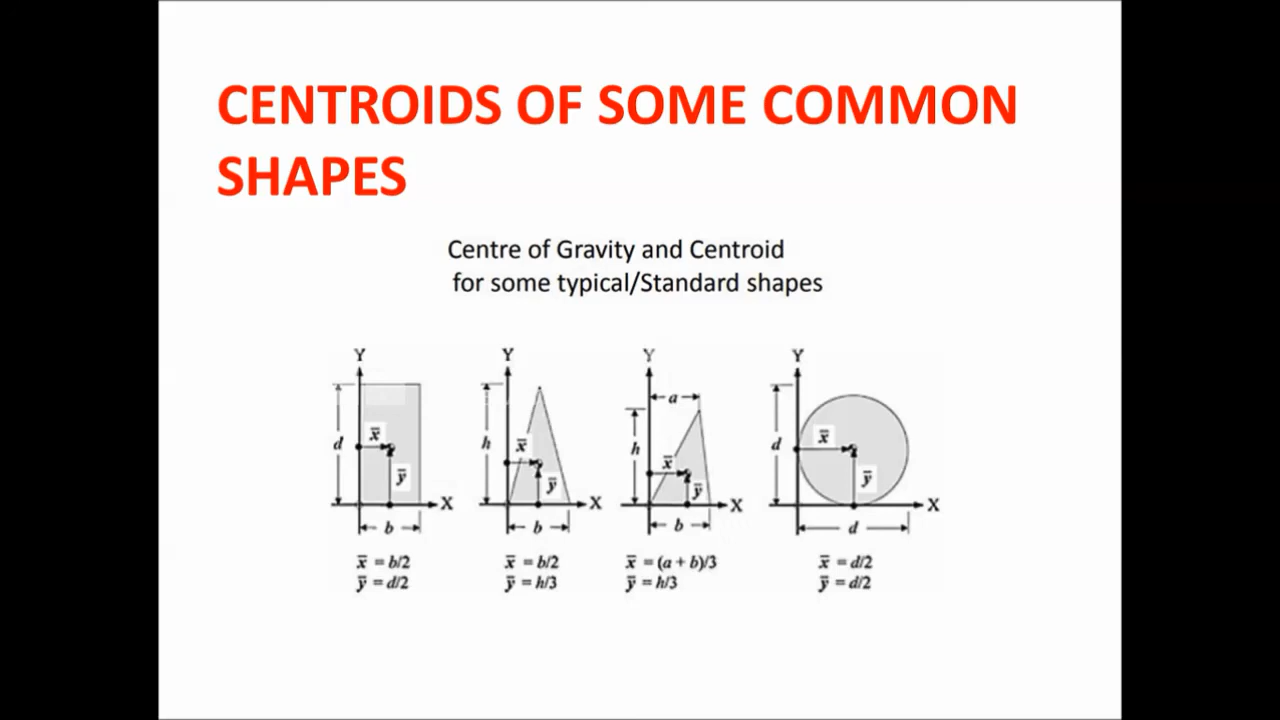 CENTROIDS OF SOME COMMON
SHAPES
Centre of Gravity and Centroid
for some typical/Standard shapes
Y
d
x̄
ȳ
X
b
x̄ = b/2
ȳ = d/2
Y
h
x̄
ȳ
X
b
x̄ = b/2
ȳ = h/3
Y
a
h
x̄
ȳ
X
b
x̄ = (a + b)/3
ȳ = h/3
Y
d
x̄
ȳ
X
d
x̄ = d/2
ȳ = d/2